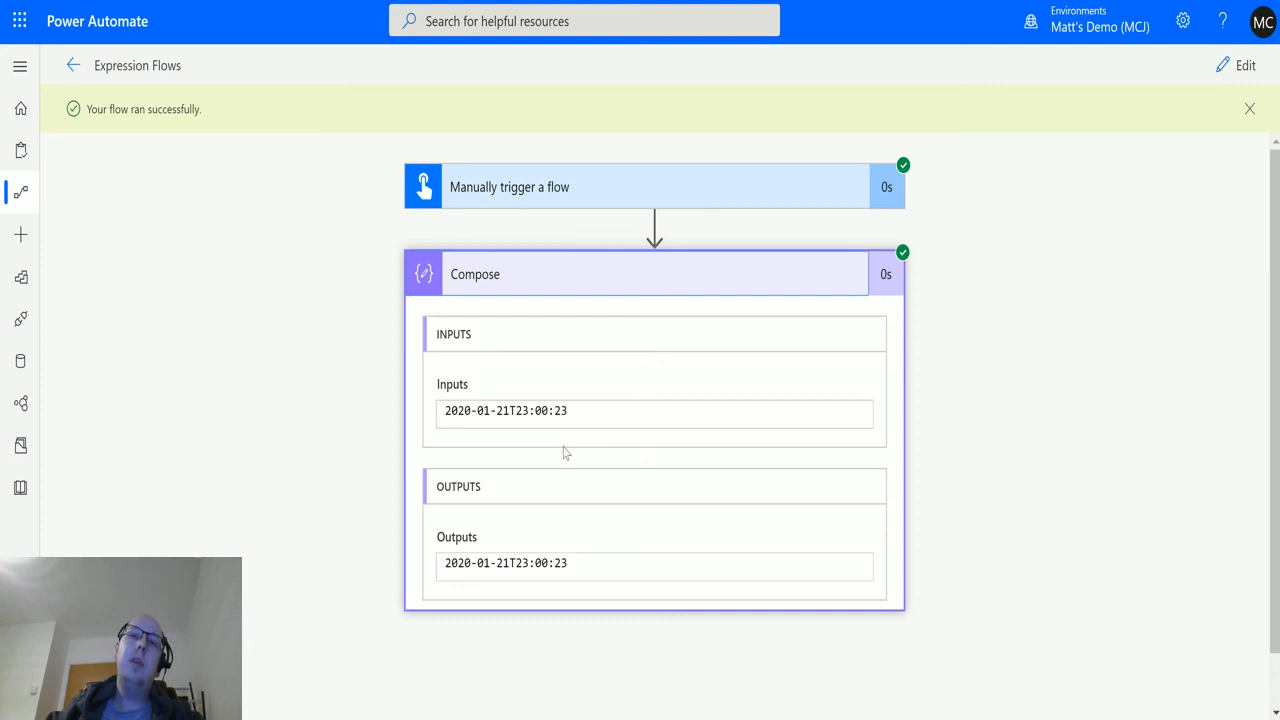 Power Automate
Search for helpful resources
Environments
Matt's Demo (MCJ)
?
MC
Expression Flows
Edit
Your flow ran successfully.
Manually trigger a flow
0s
Compose
0s
INPUTS
Inputs
2020-01-21T23:00:23
OUTPUTS
Outputs
2020-01-21T23:00:23